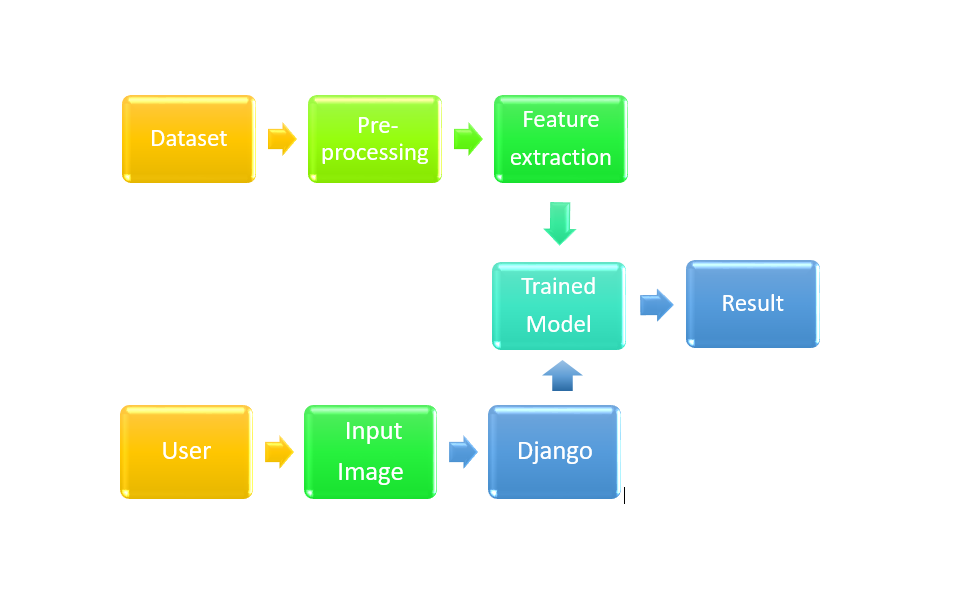 Dataset
Pre-
processing
Feature
extraction
Trained
Model
Result
User
Input
Image
Django